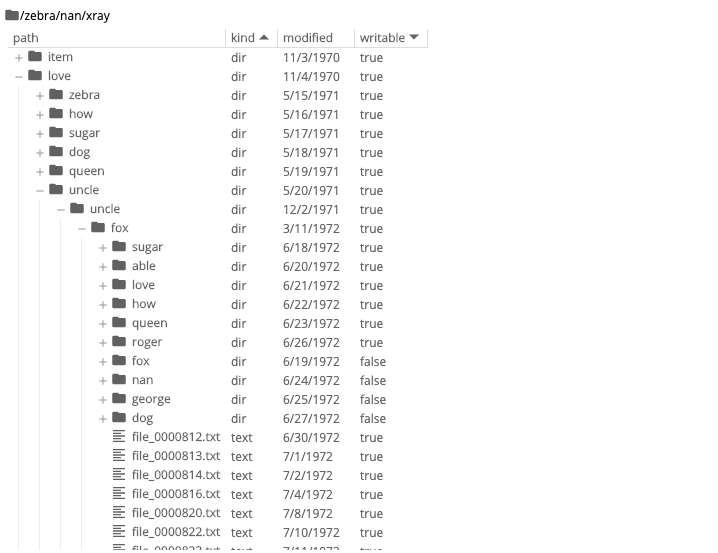 /zebra/nan/xray
path kind modified writable
item dir 11/3/1970 true
love dir 11/4/1970 true
zebra dir 5/15/1971 true
how dir 5/16/1971 true
sugar dir 5/17/1971 true
dog dir 5/18/1971 true
queen dir 5/19/1971 true
uncle dir 5/20/1971 true
uncle dir 12/2/1971 true
fox dir 3/11/1972 true
sugar dir 6/18/1972 true
able dir 6/20/1972 true
love dir 6/21/1972 true
how dir 6/22/1972 true
queen dir 6/23/1972 true
roger dir 6/26/1972 true
fox dir 6/19/1972 false
nan dir 6/24/1972 false
george dir 6/25/1972 false
dog dir 6/27/1972 false
file_0000812.txt text 6/30/1972 true
file_0000813.txt text 7/1/1972 true
file_0000814.txt text 7/2/1972 true
file_0000816.txt text 7/4/1972 true
file_0000820.txt text 7/8/1972 true
file_0000822.txt text 7/10/1972 true